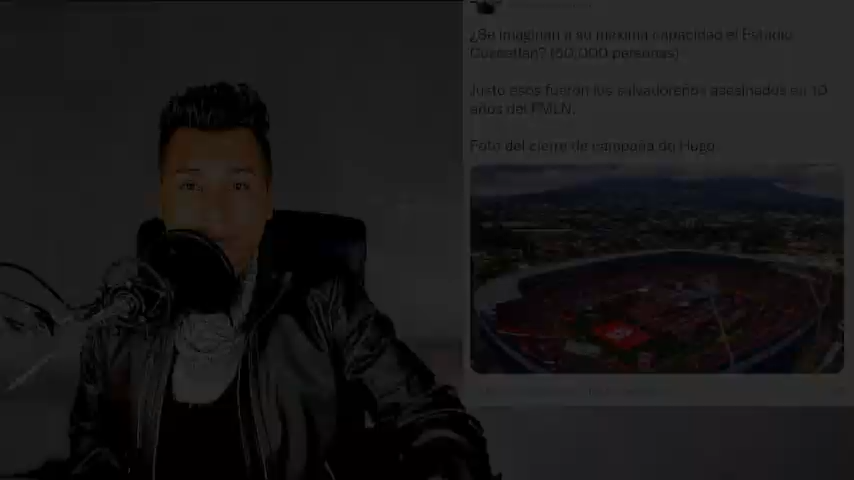 ¿Se imaginan a su máxima capacidad el Estadio
Cuscatlán? (50,000 personas)
Justo esos fueron los salvadoreños asesinados en 10
años del FMLN.
Foto del cierre de campaña de Hugo